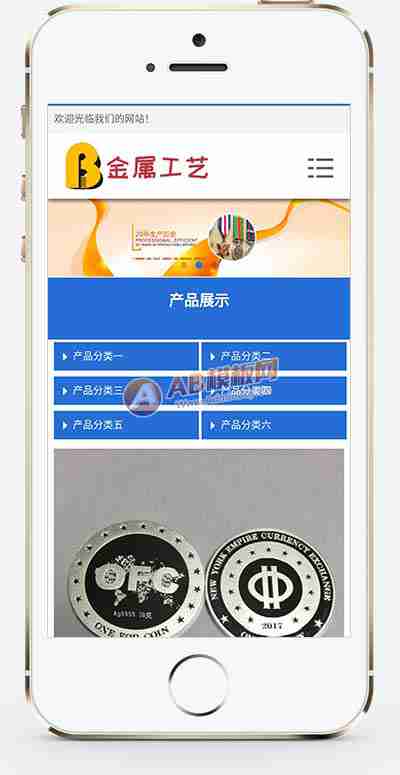 欢迎光临我们的网站!
B 金属工艺
20年生产历史
PROFESSIONAL, EFFICIENT
产品展示
产品分类一
产品分类二
产品分类三
产品分类四
产品分类五
产品分类六
AB模板网
OFC
Ag9999 30克
ONE FOR COIN
NEW YORK EMPIRE CURRENCY EXCHANGE
2017